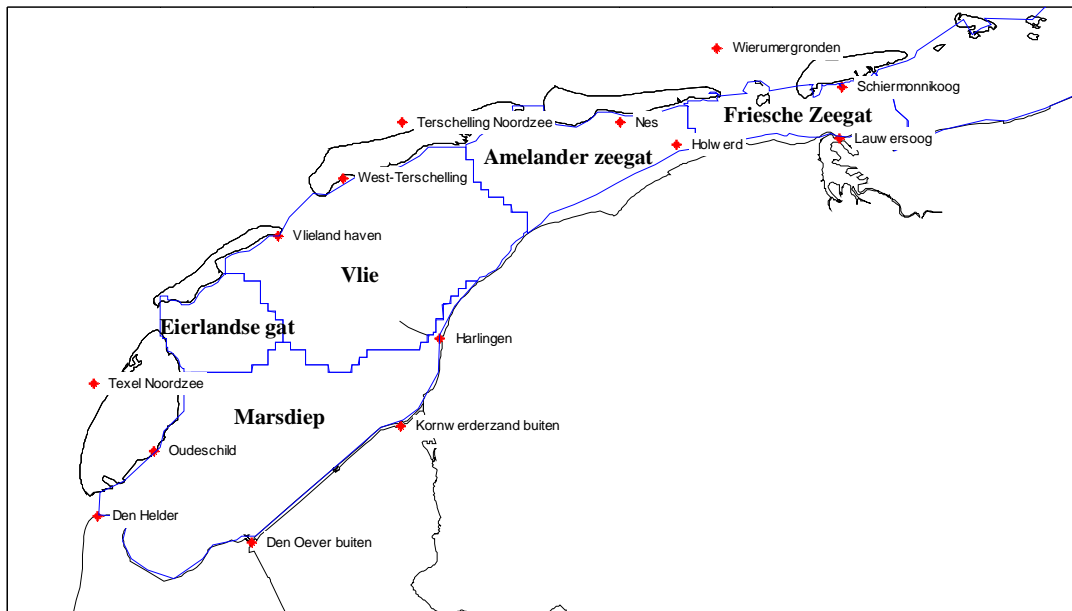 Wierumergronden
Schiermonnikoog
Friesche Zeegat
Terschelling Noordzee
Nes
Lauwersoog
Holwerd
Amelander zeegat
West-Terschelling
Vlieland haven
Vlie
Eierlandse gat
Harlingen
Texel Noordzee
Marsdiep
Kornwerderzand buiten
Oudeschild
Den Helder
Den Oever buiten